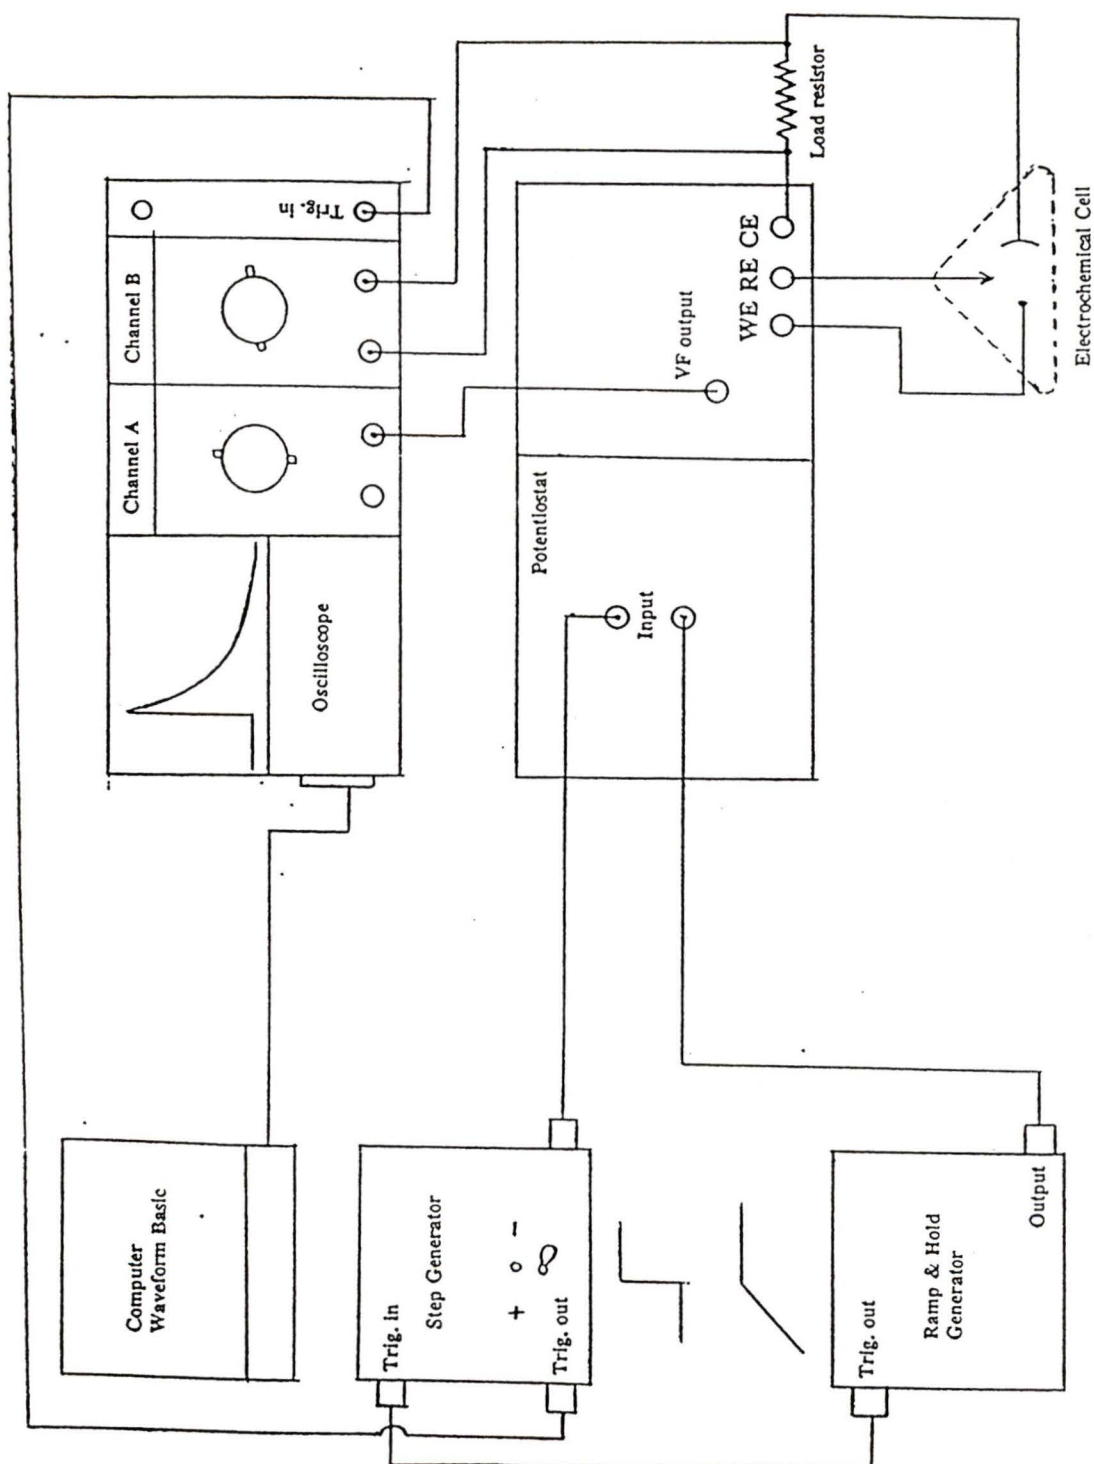 Computer
Waveform Basic
Trig. in
Step Generator
+ o -
Trig. out
Trig. out
Ramp & Hold
Generator
Output
Oscilloscope
Channel A
Channel B
Trig. in
Potentiostat
Input
VF output
WE RE CE
Load resistor
Electrochemical Cell